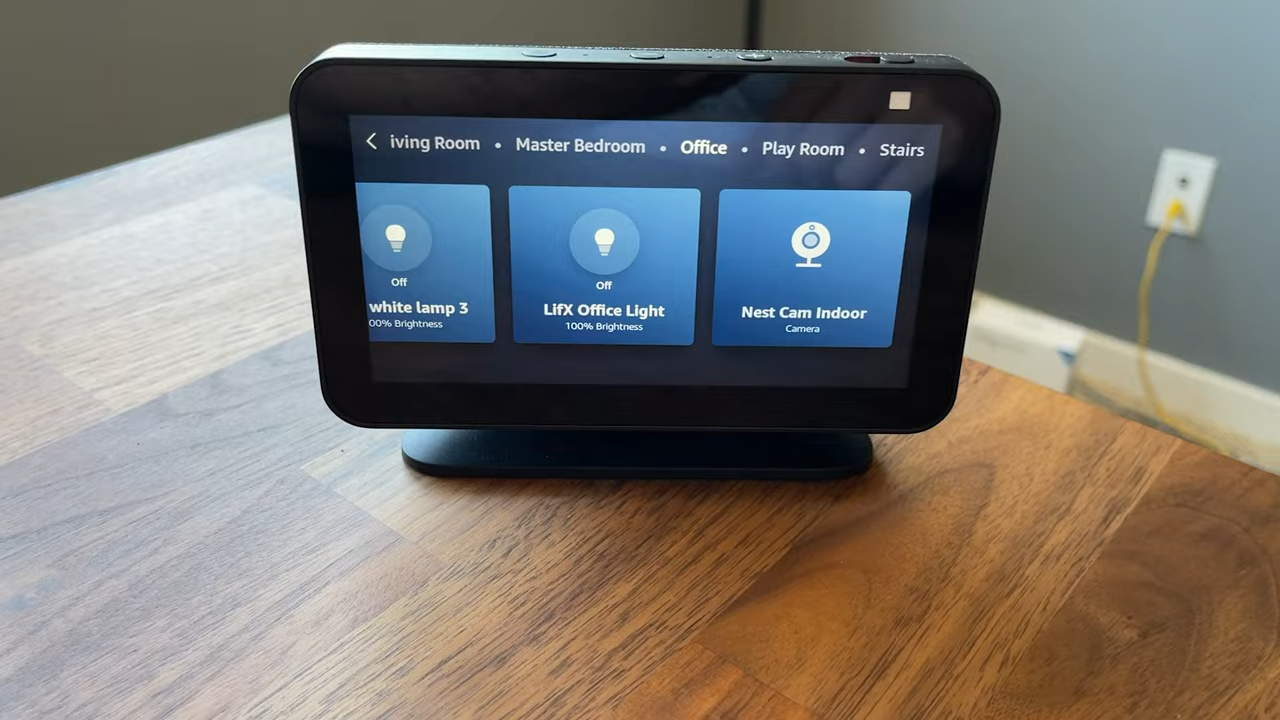 iving Room • Master Bedroom • Office • Play Room • Stairs
Off
white lamp 3
00% Brightness
Off
LifX Office Light
100% Brightness
Nest Cam Indoor
Camera